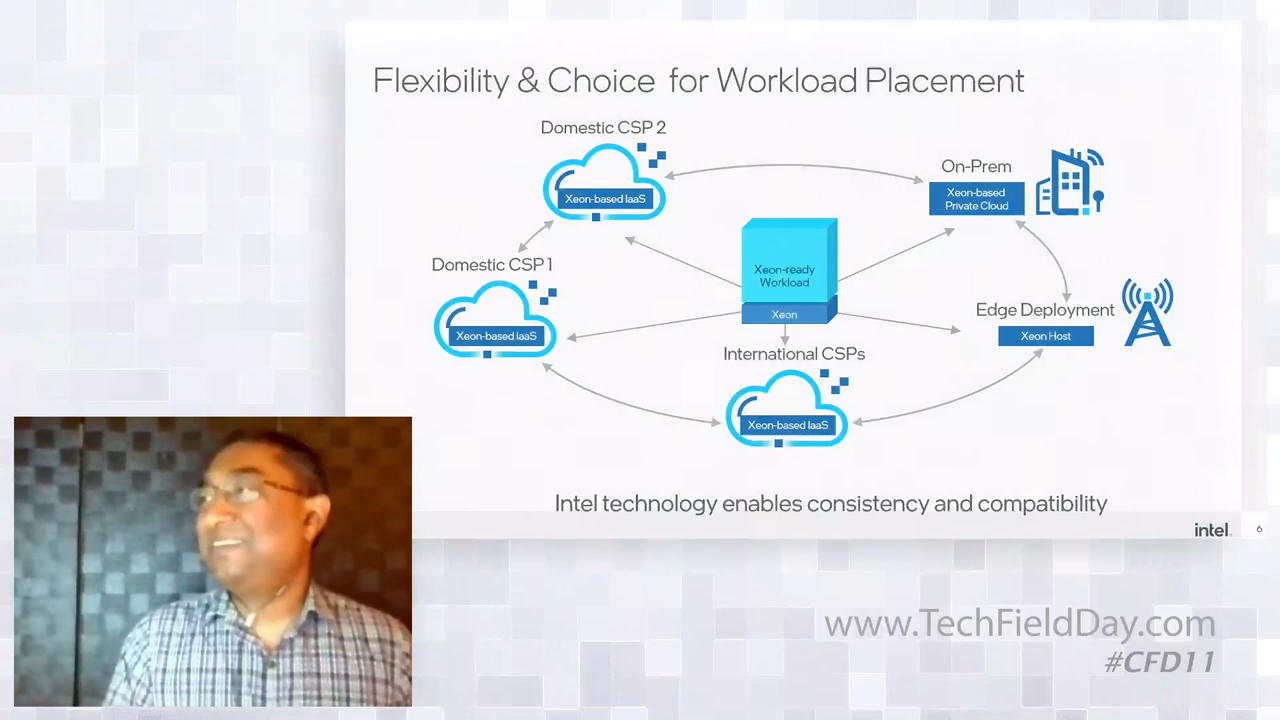 Flexibility & Choice for Workload Placement
Domestic CSP 2
Xeon-based IaaS
On-Prem
Xeon-based
Private Cloud
Domestic CSP 1
Xeon-based IaaS
Xeon-ready
Workload
Xeon
Edge Deployment
Xeon Host
International CSPs
Xeon-based IaaS
Intel technology enables consistency and compatibility
intel.
6
www.TechFieldDay.com
#CFD11